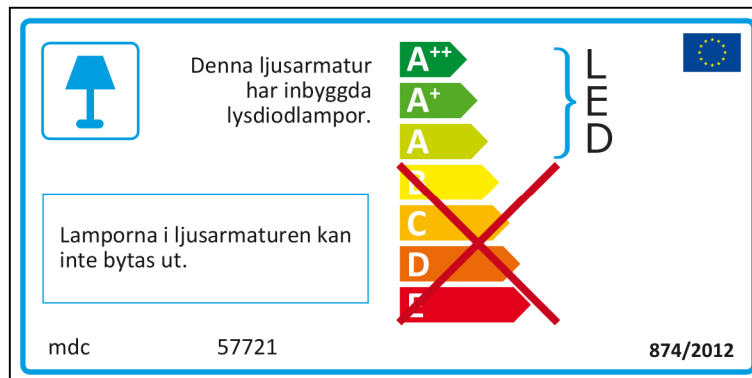 Denna ljusarmatur
har inbyggda
lysdiodlampor.
A++
A+
A
B
C
D
E
L
E
D
Lamporna i ljusarmaturen kan
inte bytas ut.
mdc 57721 874/2012